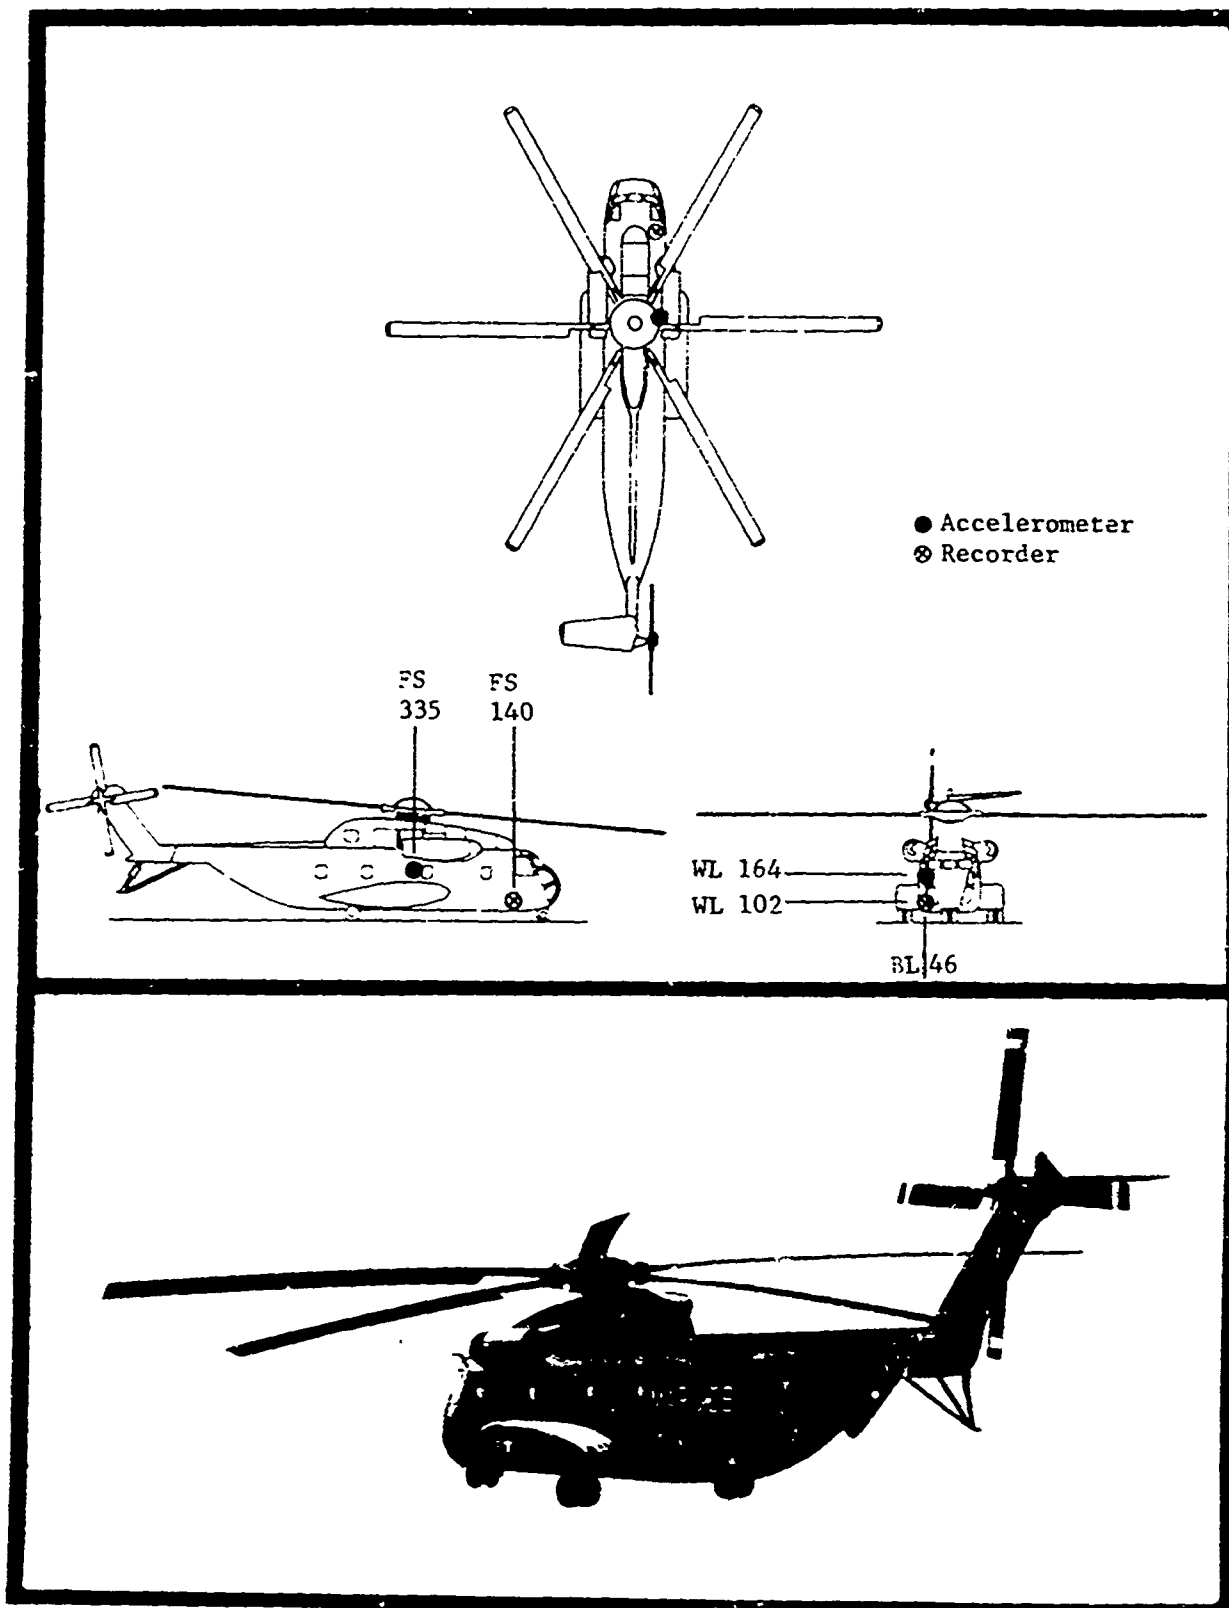 ● Accelerometer
⊗ Recorder
FS
335
FS
140
WL 164
WL 102
BL 46